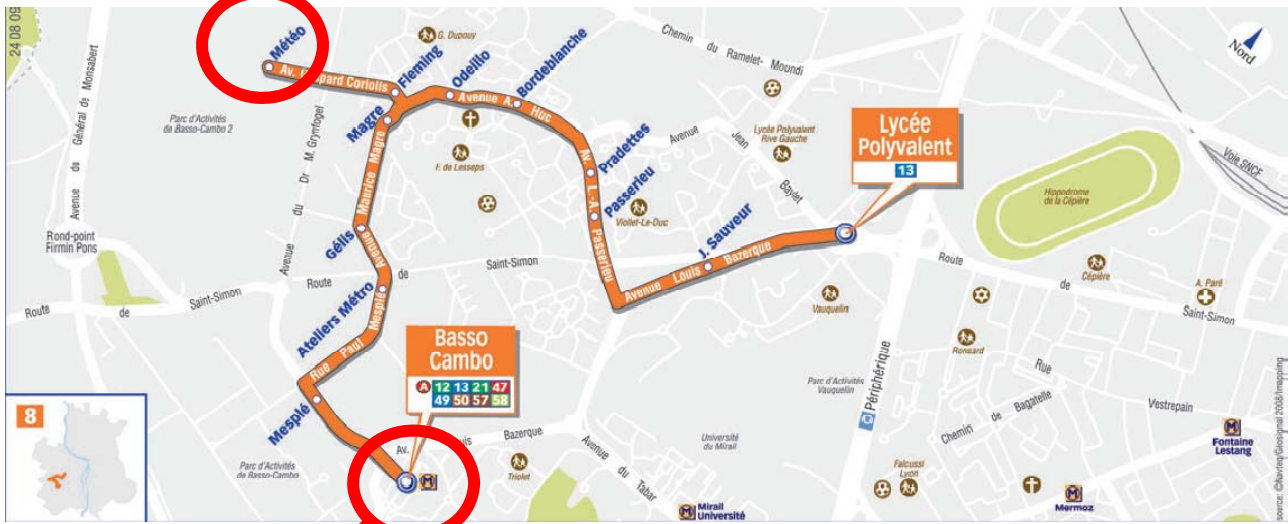 24 08 09
Météo
Av. Gaspard Coriolis
G. Dupouy
Fleming
Odeillo
Bordeblanche
Chemin du Ramelet- Moundi
Nord
Avenue du Général de Monsabert
Parc d'Activités
de Basso-Cambo 2
Magre
Avenue A. Huc
F. de Lesseps
Avenue du Dr M. Grynfogel
Avenue Maurice Magre
Av. L.-A. Passerieu
Pradettes
Passerieu
Viollet-Le-Duc
Avenue Jean Bayet
Lycée Polyvalent
Rive Gauche
Lycée
Polyvalent
13
Voie SNCF
Hippodrome
de la Cépière
Rond-point
Firmin Pons
Gélis
Route de Saint-Simon
Route de Saint-Simon
J. Sauveur
Avenue Louis Bazerque
Route de Saint-Simon
Cépière
A. Paré
Vauquelin
Ateliers Métro
Rue Paul Mesplé
Mesplé
Basso
Cambo
A 12 13 21 47
49 50 57 58
Ronsard
Parc d'Activités
Vauquelin
Périphérique
Rue Vestrepain
Chemin de Bagatelle
8
Parc d'Activités
de Basso-Cambo
Av. Louis Bazerque
M
Triolet
Avenue du Tabar
Université
du Mirail
M
Mirail
Université
Falcussi
Lyon
M
Mermoz
M
Fontaine
Lestang